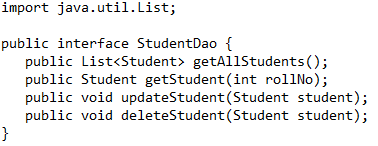 import java.util.List;
public interface StudentDao {
public List<Student> getAllStudents();
public Student getStudent(int rollNo);
public void updateStudent(Student student);
public void deleteStudent(Student student);
}